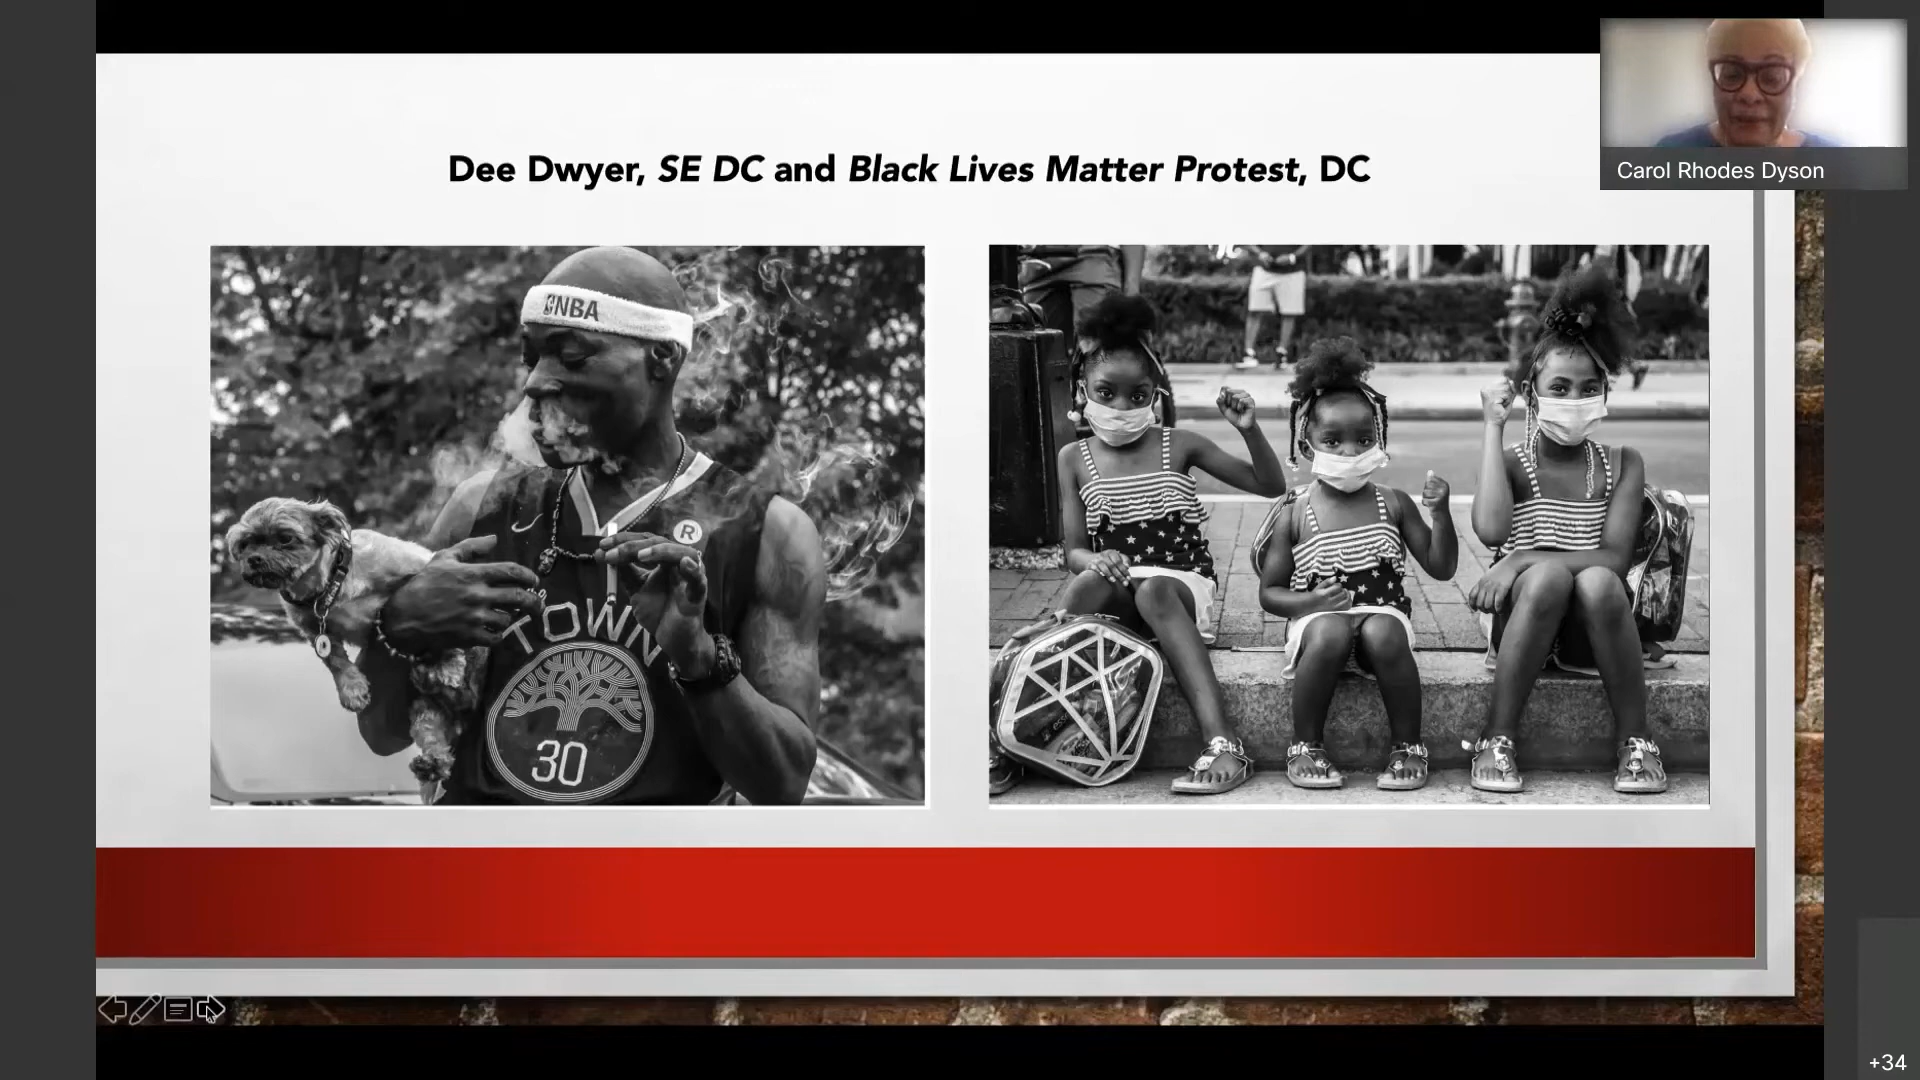 Dee Dwyer, SE DC and Black Lives Matter Protest, DC
Carol Rhodes Dyson
NBA
R
TOWN
30
+34